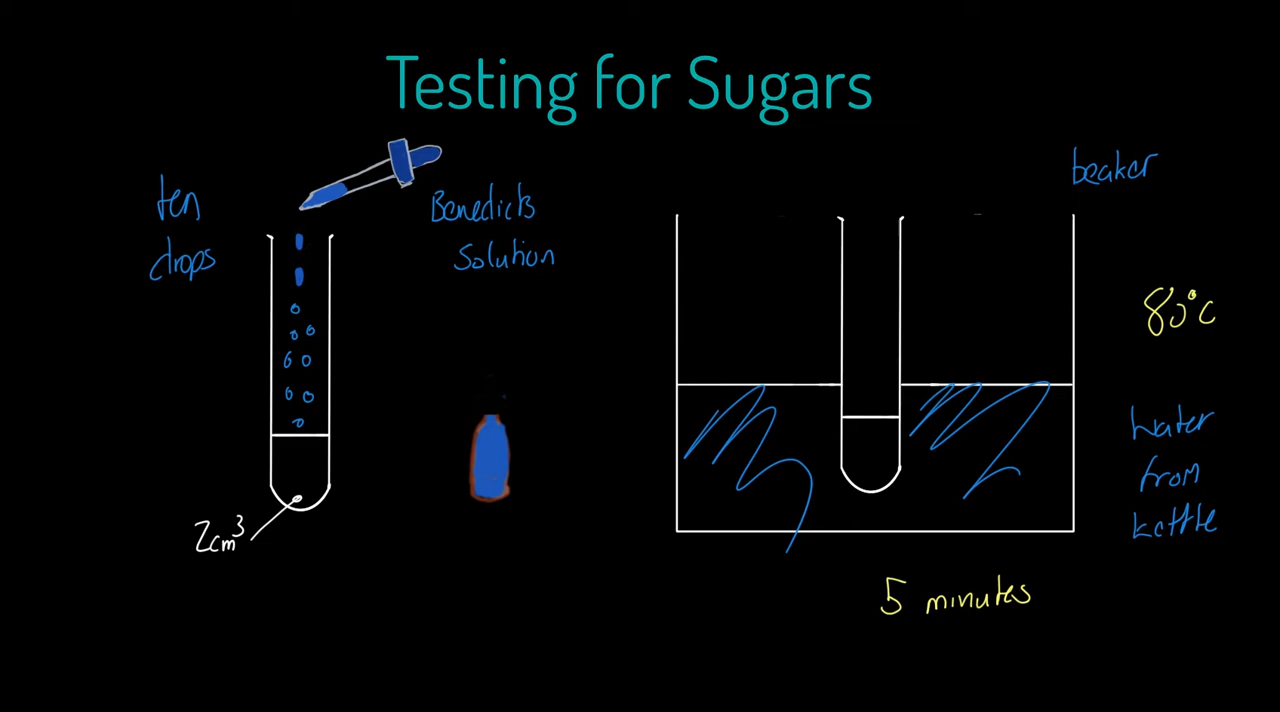 Testing for Sugars
ten
drops
Benedicts
Solution
2cm³
beaker
80°c
water
from
kettle
5 minutes